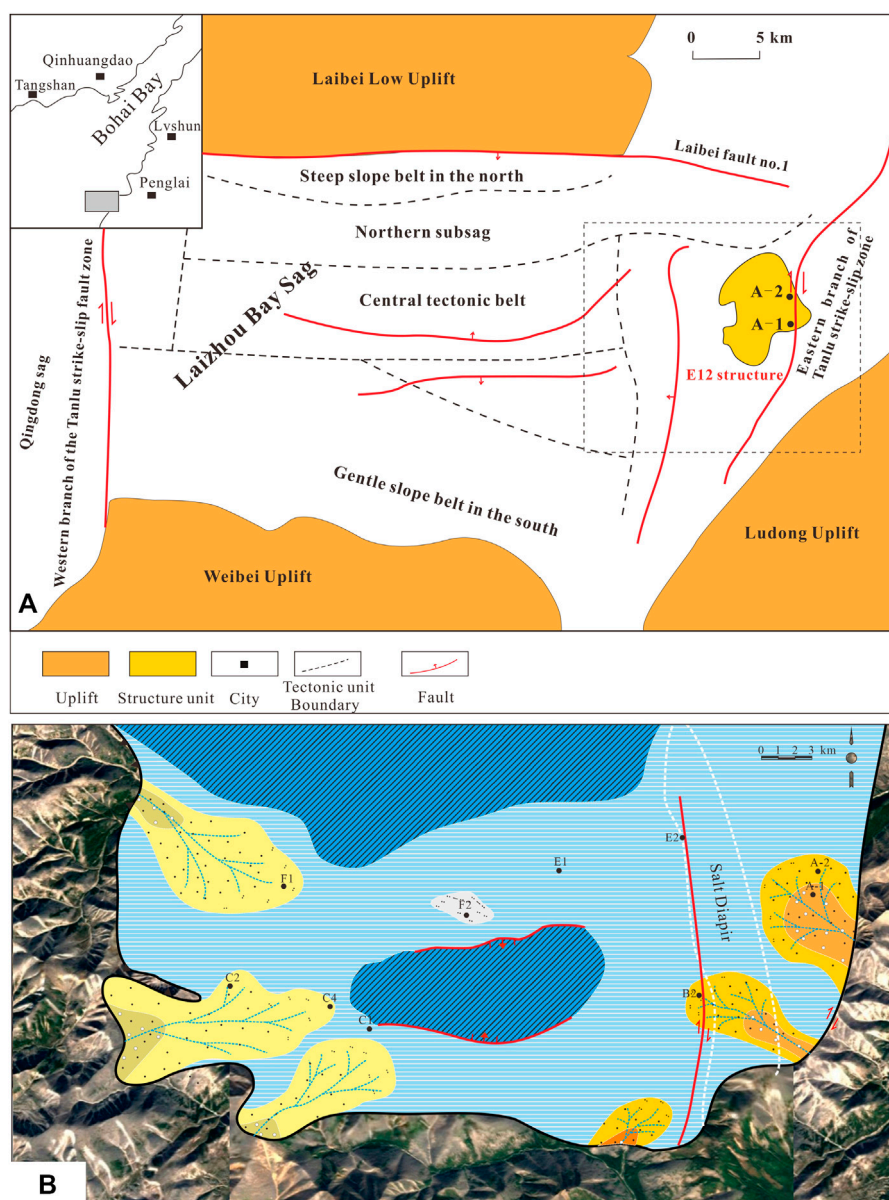 Qinhuangdao
Tangshan
Bohai Bay
Lvshun
Penglai
0 5 km
Laibei Low Uplift
Laibei fault no.1
Steep slope belt in the north
Northern subsag
Central tectonic belt
Laizhou Bay Sag
A-2
A-1
E12 structure
Eastern branch of
Tanlu strike-slip zone
Western branch of the Tanlu strike-slip fault zone
Qingdong sag
Gentle slope belt in the south
Weibei Uplift
Ludong Uplift
A
Uplift
Structure unit
City
Tectonic unit
Boundary
Fault
0 1 2 3 km
E2
E1
A-2
A-1
F1
F2
Salt Diapir
C2
C4
C1
B2
B